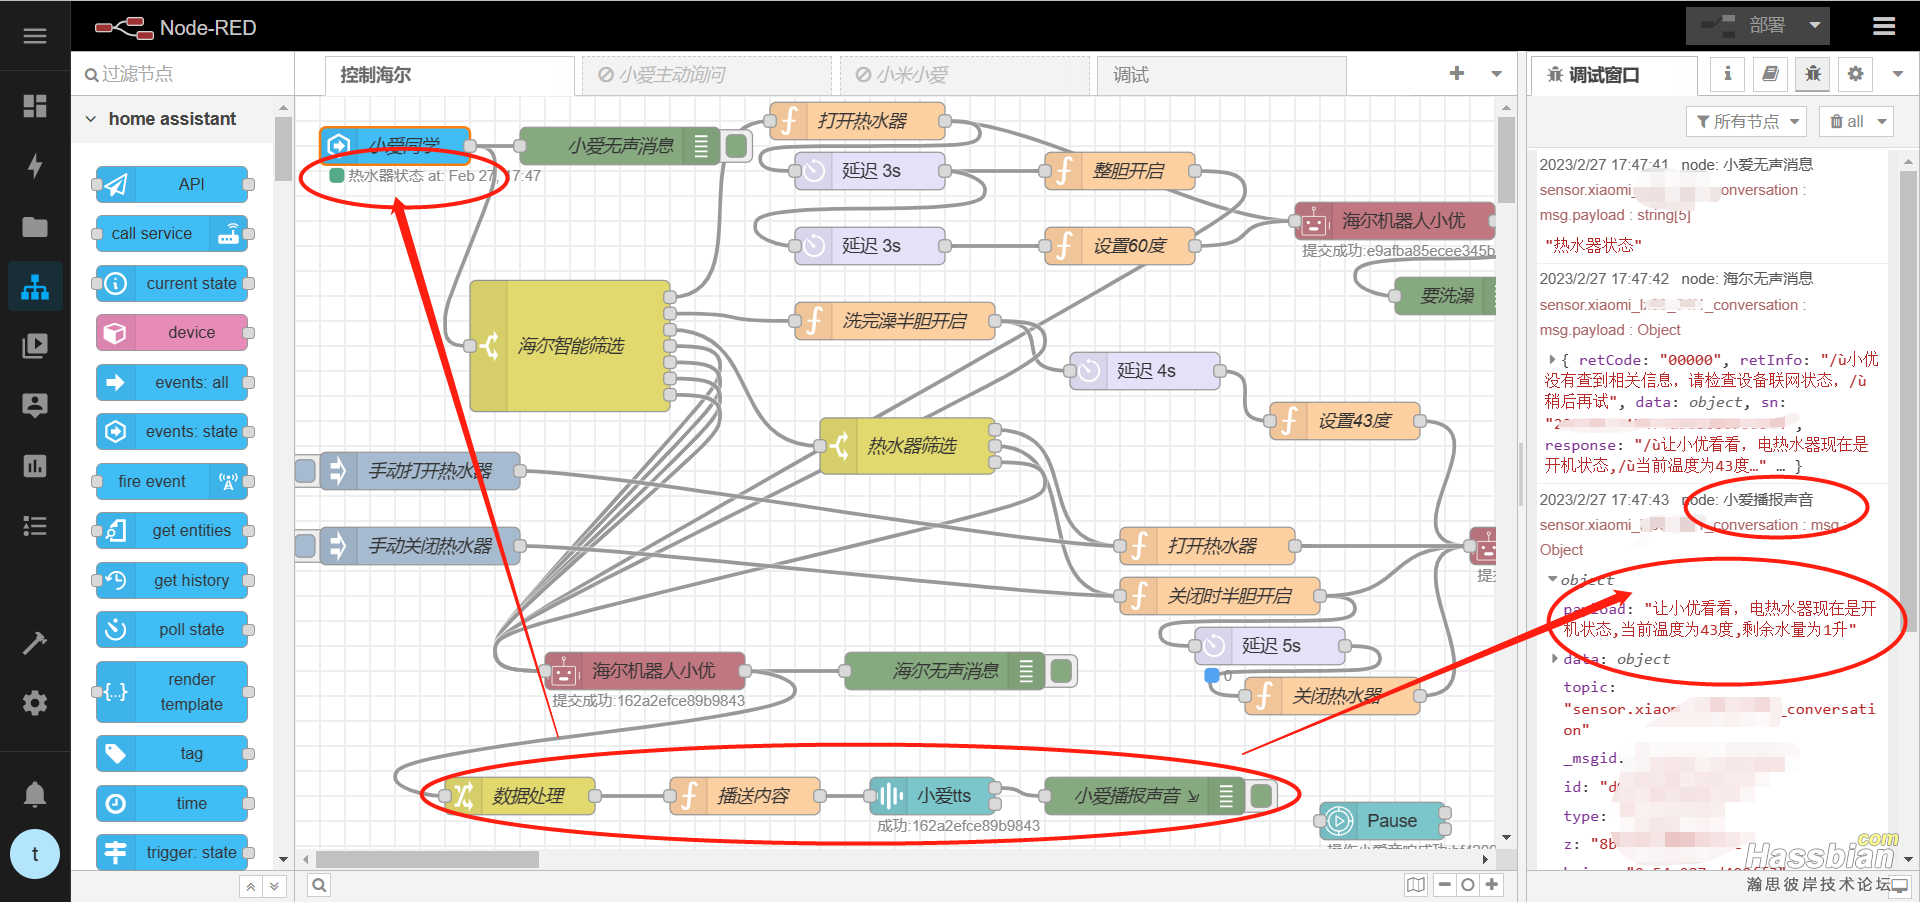 Node-RED
部署
过滤节点
控制海尔
小爱主动询问
小米小爱
调试
调试窗口
所有节点
all
home assistant
API
call service
current state
device
events: all
events: state
fire event
get entities
get history
poll state
render
template
tag
time
trigger: state
小爱同学
热水器状态 at: Feb 27, 17:47
小爱无声消息
打开热水器
延迟 3s
整胆开启
延迟 3s
设置60度
海尔机器人小优
提交成功:e9afba85ecee345b
要洗澡
海尔智能筛选
洗完澡半胆开启
延迟 4s
设置43度
热水器筛选
手动打开热水器
手动关闭热水器
打开热水器
关闭时半胆开启
延迟 5s
0
关闭热水器
海尔机器人小优
提交成功:162a2efce89b9843
海尔无声消息
数据处理
播送内容
小爱tts
成功:162a2efce89b9843
小爱播报声音
Pause
2023/2/27 17:47:41 node: 小爱无声消息
sensor.xiaomi_ onversation :
msg.payload : string[5]
"热水器状态"
2023/2/27 17:47:42 node: 海尔无声消息
sensor.xiaomi_ _conversation :
msg.payload : Object
{ retCode: "00000", retInfo: "/ù小优
没有查到相关信息，请检查设备联网状态，/ù
稍后再试", data: object, sn:
response: "/ù让小优看看，电热水器现在是
开机状态,/ù当前温度为43度…" … }
2023/2/27 17:47:43 node: 小爱播报声音
sensor.xiaomi_ _conversation : msg :
Object
object
payload: "让小优看看，电热水器现在是开
机状态,当前温度为43度,剩余水量为1升"
data: object
topic:
"sensor.xiaom _conversati
on"
_msgid
id: "d
type:
z: "8b
Hassbian
.com
瀚思彼岸技术论坛
t